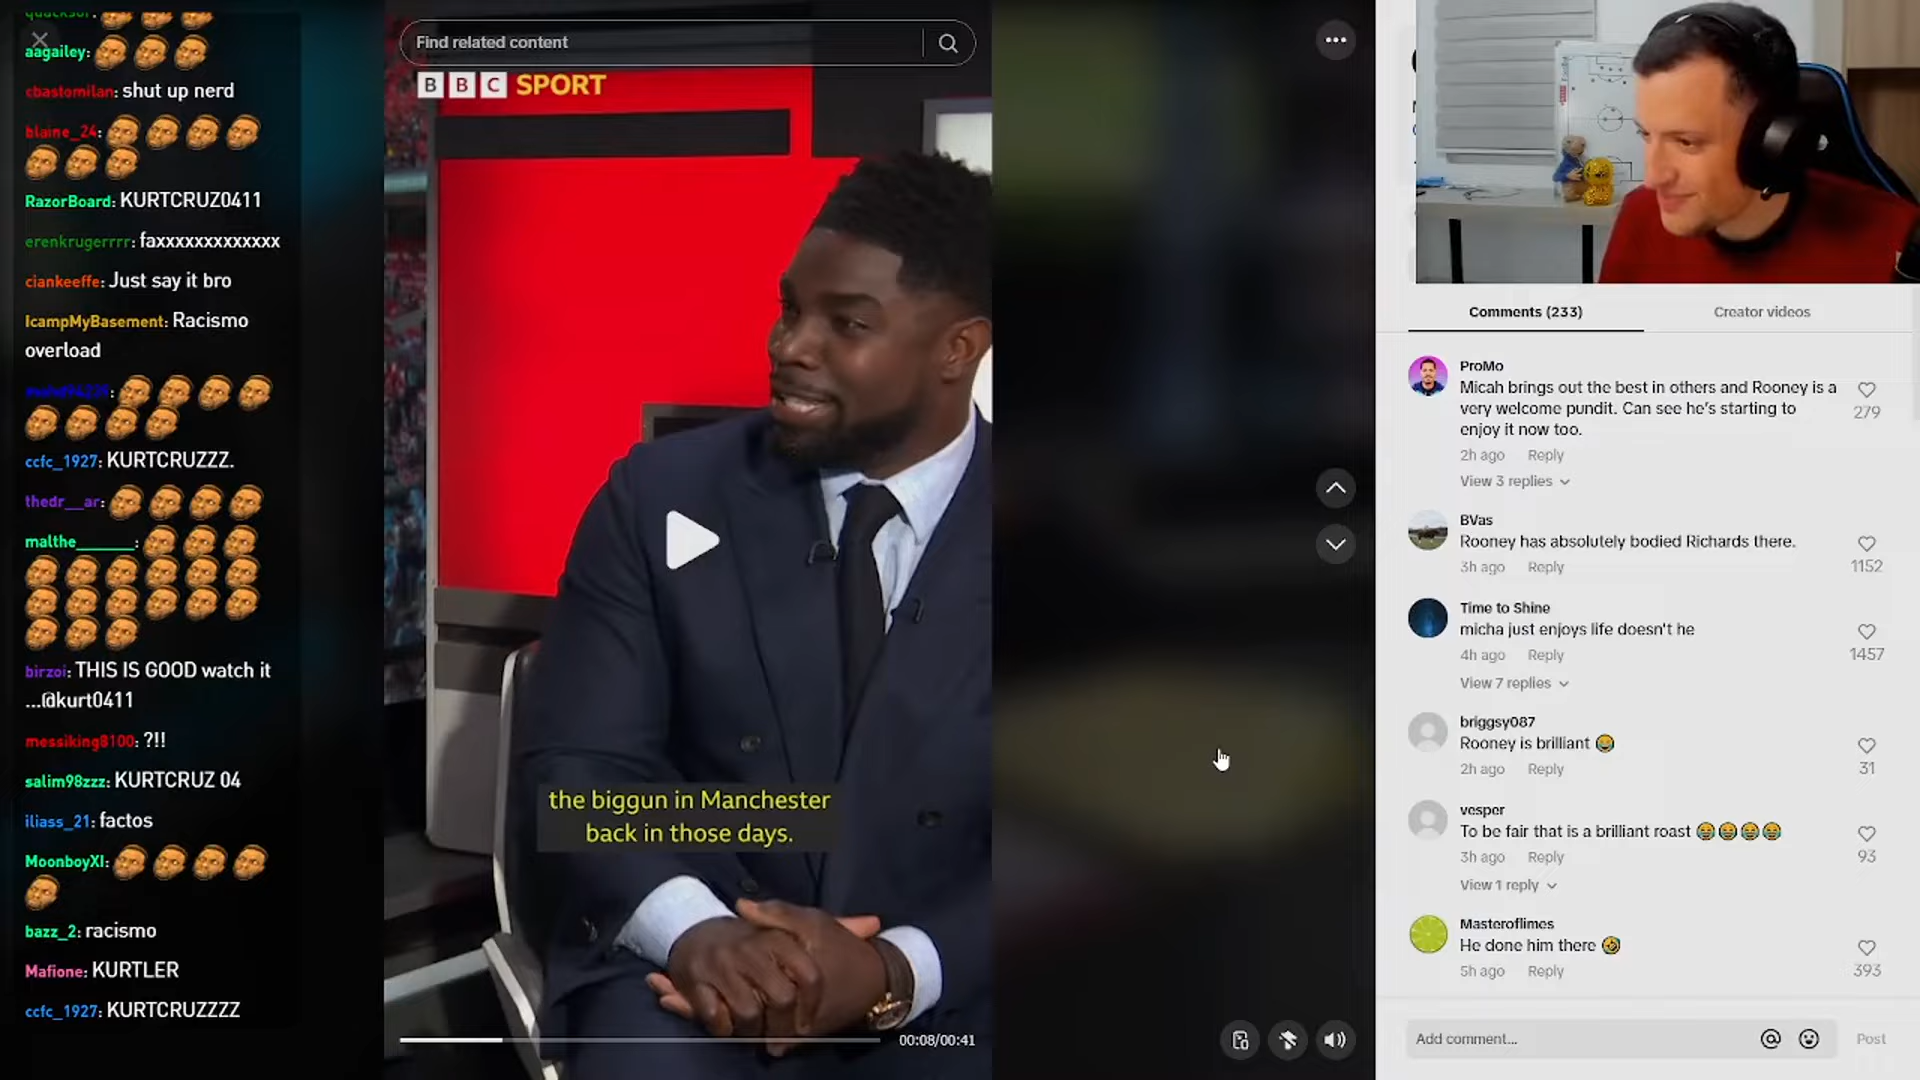 aagailey:
cbastomilan: shut up nerd
blaine_24:
RazorBoard: KURTCRUZ0411
erenkrugerrrr: faxxxxxxxxxxxxx
ciankeeffe: Just say it bro
IcampMyBasement: Racismo
overload
ccfc_1927: KURTCRUZZZ.
thedr__ar:
malthe______:
birzoi: THIS IS GOOD watch it
...@kurt0411
messiking8100: ?!!
salim98zzz: KURTCRUZ 04
iliass_21: factos
MoonboyXI:
bazz_2: racismo
Mafione: KURTLER
ccfc_1927: KURTCRUZZZZ
Find related content
BBC SPORT
the biggun in Manchester
back in those days.
00:08/00:41
Comments (233)
Creator videos
ProMo
Micah brings out the best in others and Rooney is a
very welcome pundit. Can see he's starting to
enjoy it now too.
279
2h ago Reply
View 3 replies
BVas
Rooney has absolutely bodied Richards there.
3h ago Reply
1152
Time to Shine
micha just enjoys life doesn't he
4h ago Reply
1457
View 7 replies
briggsy087
Rooney is brilliant 😂
2h ago Reply
31
vesper
To be fair that is a brilliant roast 😂😂😂😂
3h ago Reply
93
View 1 reply
Masteroflimes
He done him there 🤣
5h ago Reply
393
Add comment...
Post